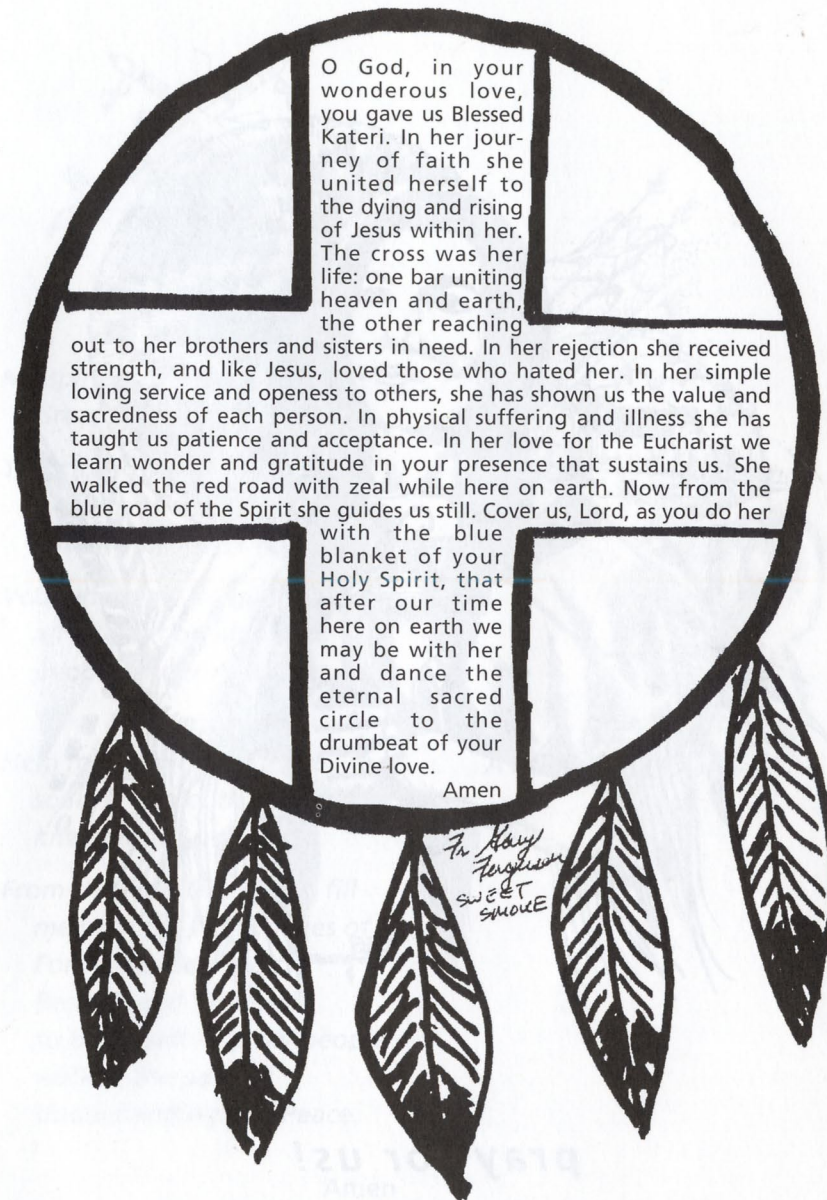 O God, in your
wonderous love,
you gave us Blessed
Kateri. In her jour-
ney of faith she
united herself to
the dying and rising
of Jesus within her.
The cross was her
life: one bar uniting
heaven and earth,
the other reaching
out to her brothers and sisters in need. In her rejection she received
strength, and like Jesus, loved those who hated her. In her simple
loving service and openess to others, she has shown us the value and
sacredness of each person. In physical suffering and illness she has
taught us patience and acceptance. In her love for the Eucharist we
learn wonder and gratitude in your presence that sustains us. She
walked the red road with zeal while here on earth. Now from the
blue road of the Spirit she guides us still. Cover us, Lord, as you do her
with the blue
blanket of your
Holy Spirit, that
after our time
here on earth we
may be with her
and dance the
eternal sacred
circle to the
drumbeat of your
Divine love.
Amen
Fr Gary
Ferguson
SWEET
SMOKE
pray for us!
Amen